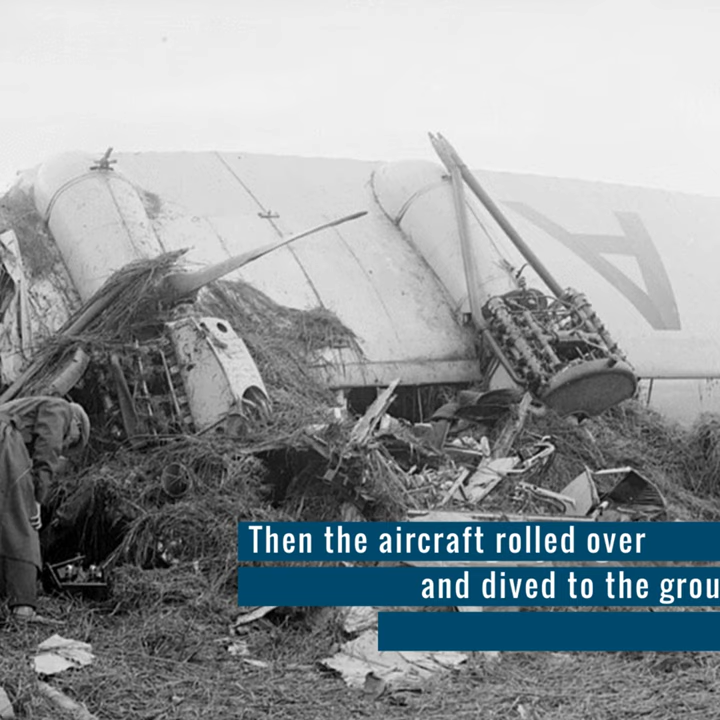 A
Then the aircraft rolled over
and dived to the grou